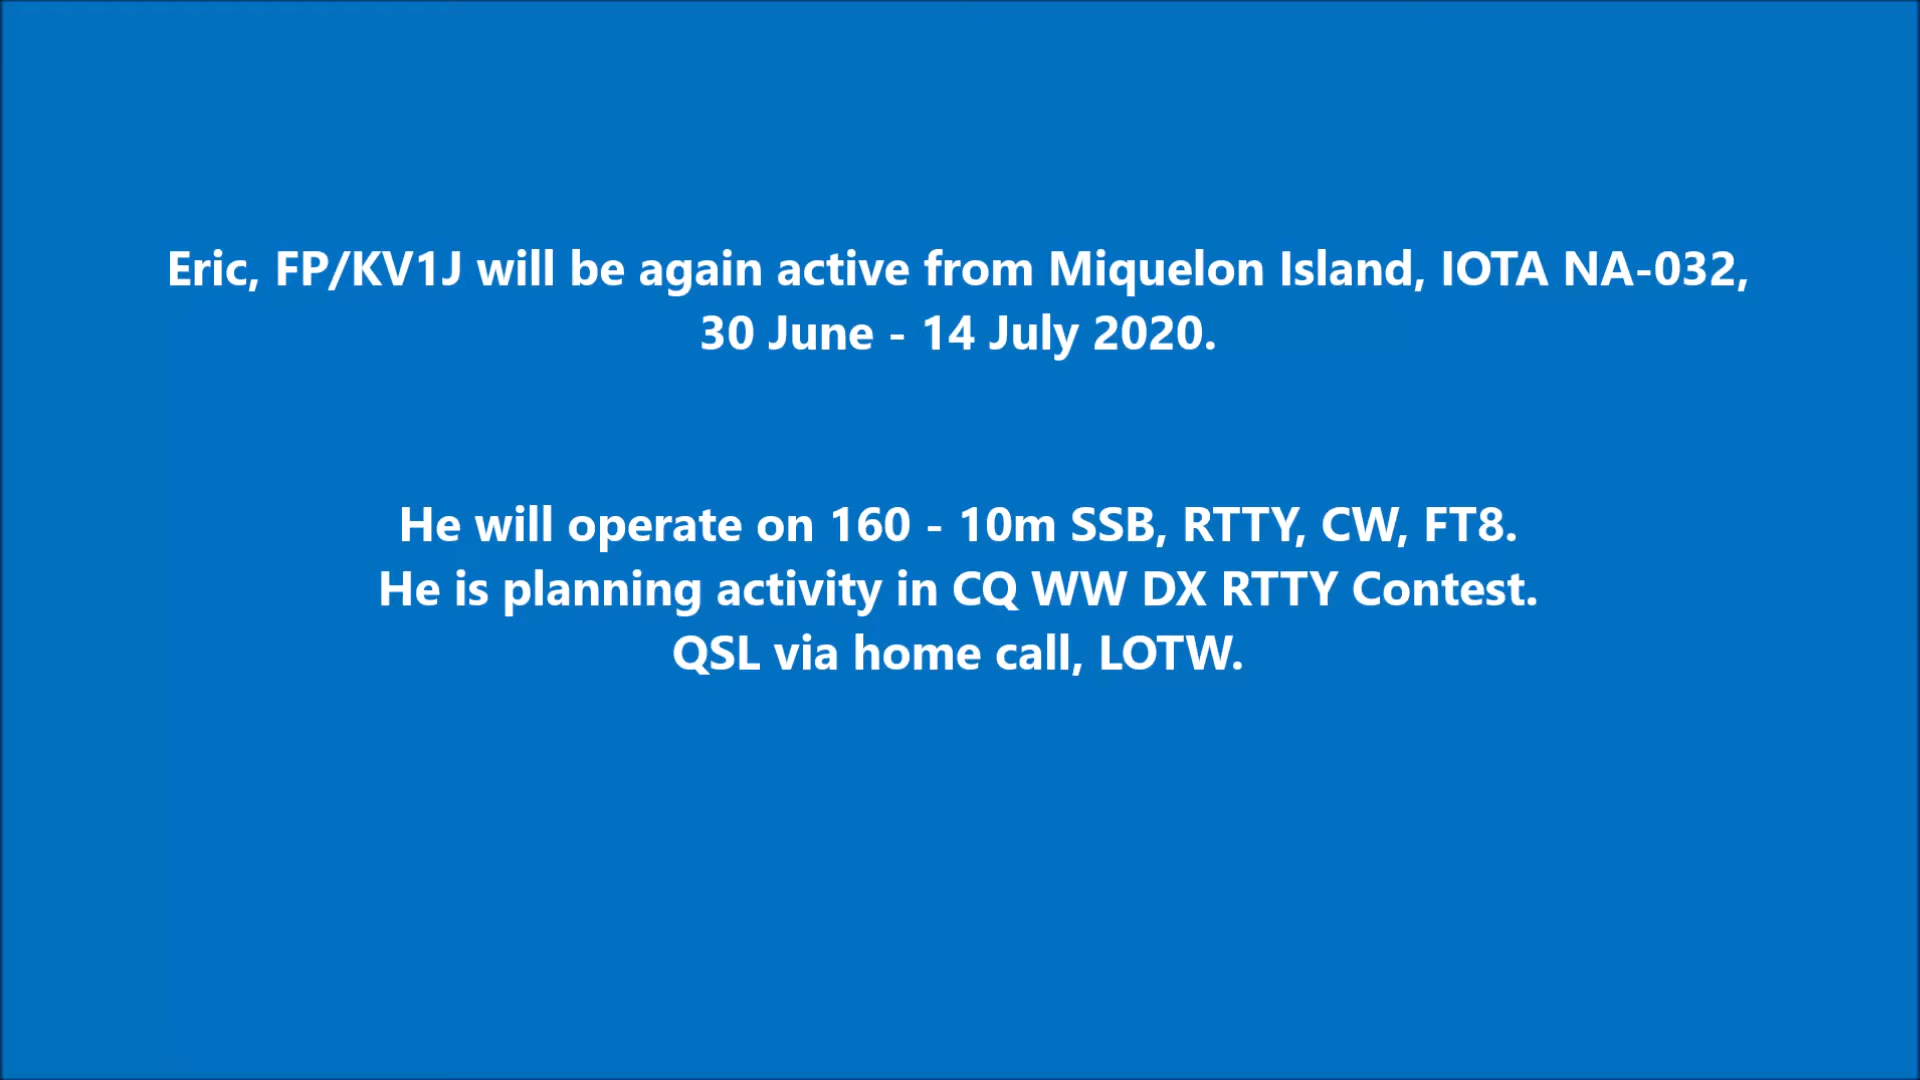 Eric, FP/KV1J will be again active from Miquelon Island, IOTA NA-032,
30 June - 14 July 2020.
He will operate on 160 - 10m SSB, RTTY, CW, FT8.
He is planning activity in CQ WW DX RTTY Contest.
QSL via home call, LOTW.